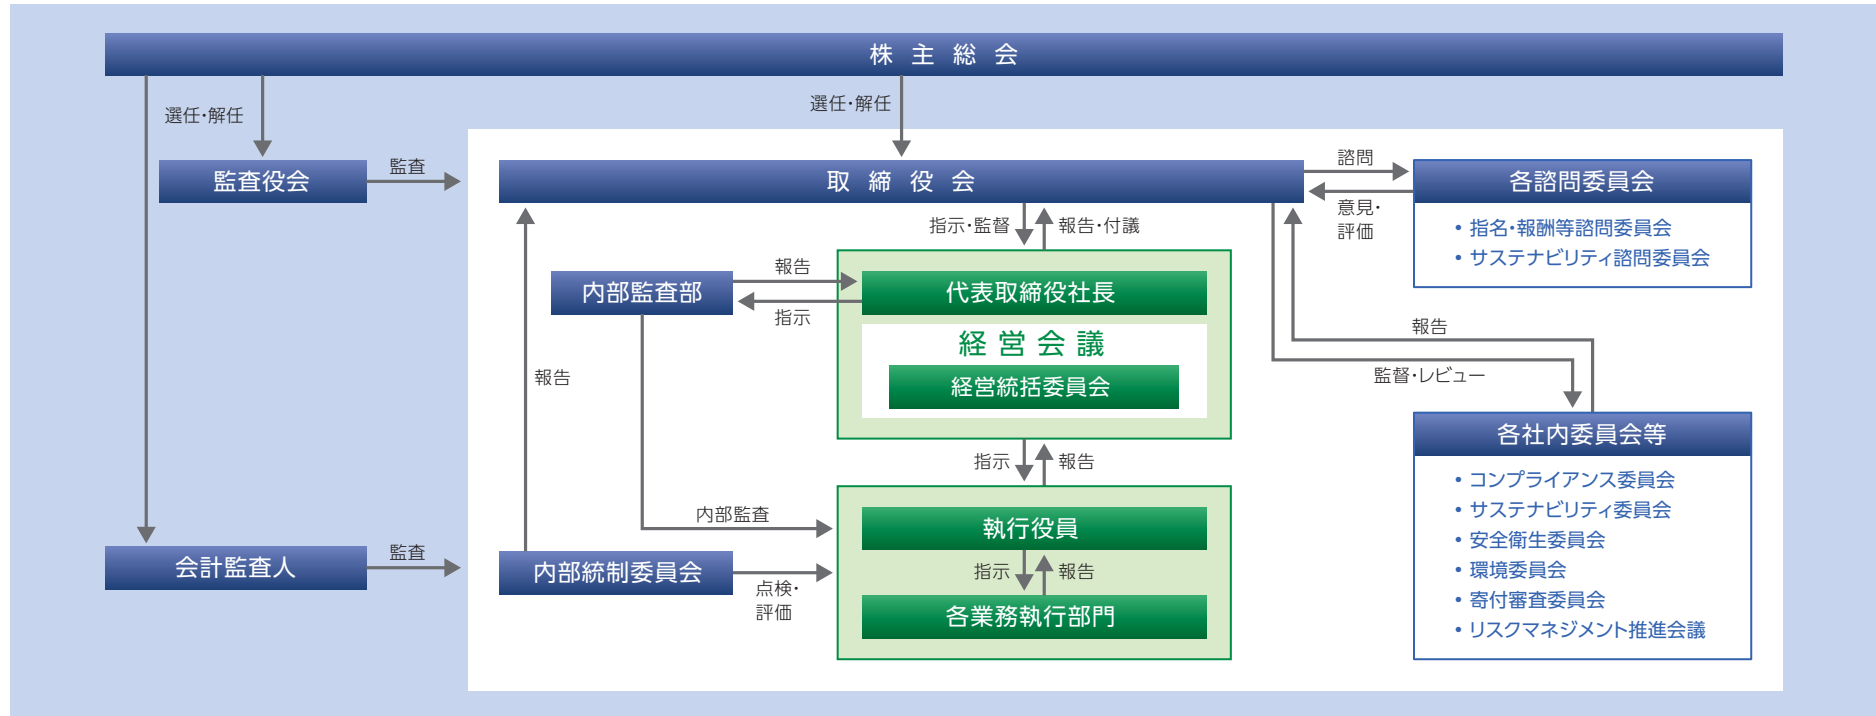 株主総会
選任・解任
選任・解任
監査役会
監査
取締役会
諮問
意見・
評価
各諮問委員会
・指名・報酬等諮問委員会
・サステナビリティ諮問委員会
指示・監督
報告・付議
内部監査部
報告
指示
代表取締役社長
経営会議
経営統括委員会
報告
報告
監督・レビュー
指示
報告
各社内委員会等
・コンプライアンス委員会
・サステナビリティ委員会
・安全衛生委員会
・環境委員会
・寄付審査委員会
・リスクマネジメント推進会議
内部監査
執行役員
会計監査人
監査
内部統制委員会
点検・
評価
指示
報告
各業務執行部門